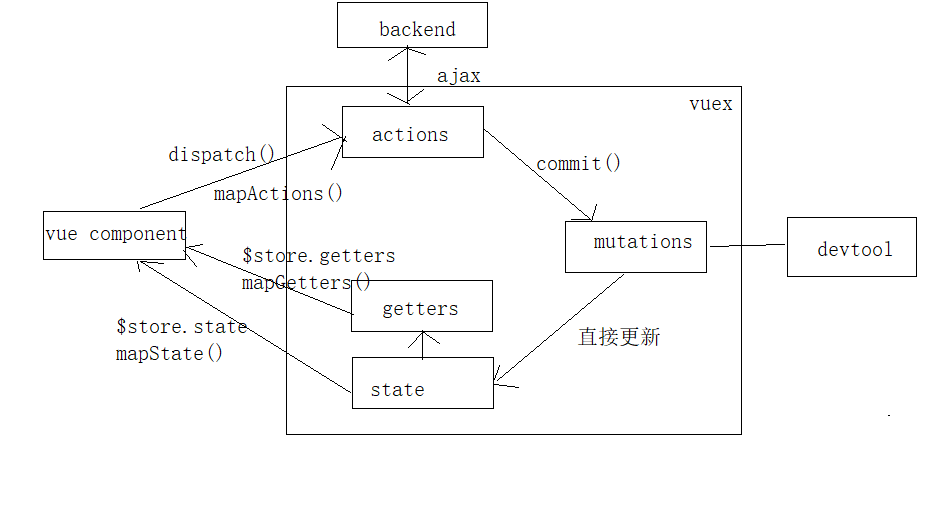 backend
ajax
vuex
actions
dispatch()
commit()
mapActions()
vue component
mutations
devtool
$store.getters
mapGetters()
getters
$store.state
mapState()
直接更新
state